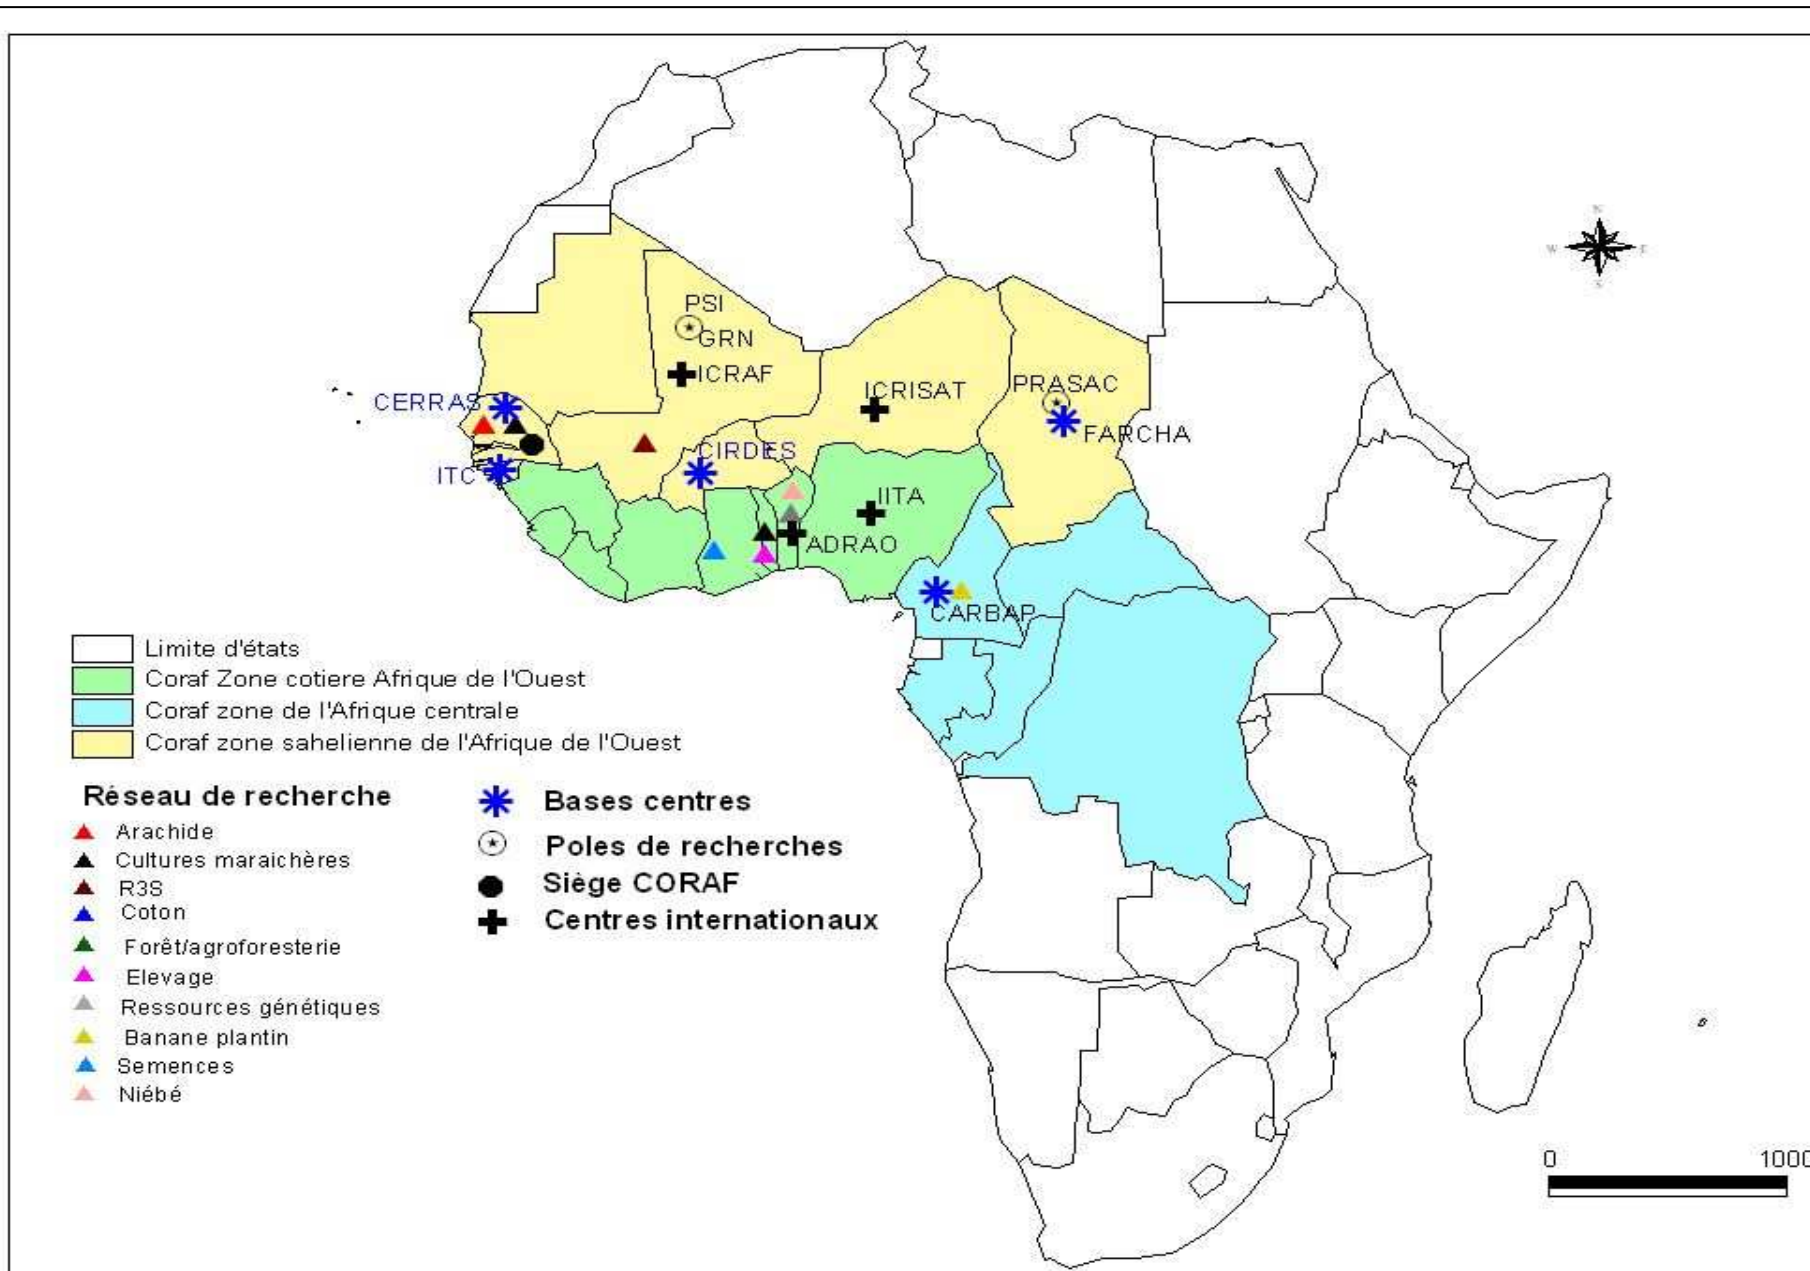 N
W
E
S
PSI
GRN
ICRAF
ICRISAT
PRASAC
FARCHA
CERRAS
CIRDES
ITC
IITA
ADRAO
CARBAP
Limite d'états
Coraf Zone cotiere Afrique de l'Ouest
Coraf zone de l'Afrique centrale
Coraf zone sahelienne de l'Afrique de l'Ouest
Réseau de recherche
Arachide
Cultures maraichères
R3S
Coton
Forêt/agroforesterie
Elevage
Ressources génétiques
Banane plantin
Semences
Niébé
Bases centres
Poles de recherches
Siège CORAF
Centres internationaux
0 1000